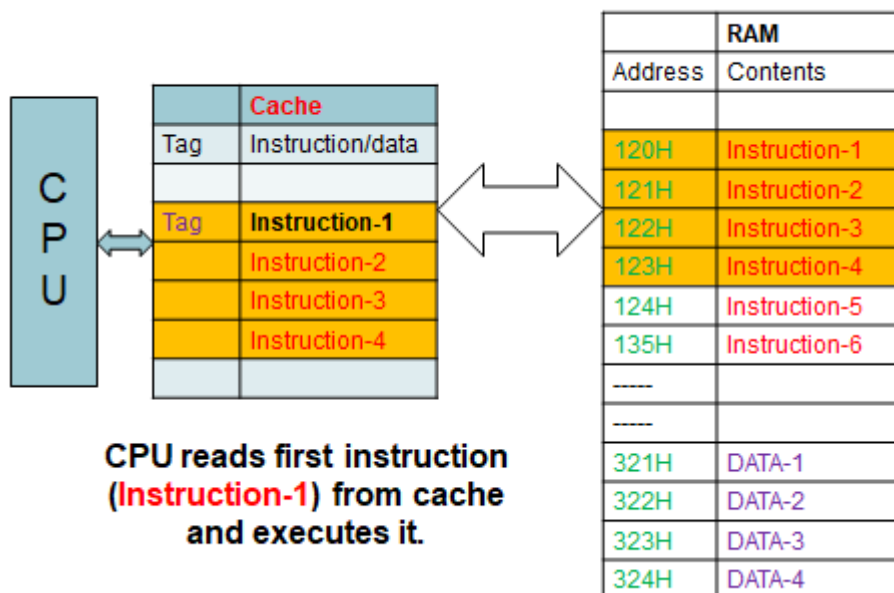 C
P
U
Cache
Tag Instruction/data
Tag Instruction-1
Instruction-2
Instruction-3
Instruction-4
CPU reads first instruction
(Instruction-1) from cache
and executes it.
RAM
Address Contents
120H Instruction-1
121H Instruction-2
122H Instruction-3
123H Instruction-4
124H Instruction-5
135H Instruction-6
-----
-----
321H DATA-1
322H DATA-2
323H DATA-3
324H DATA-4